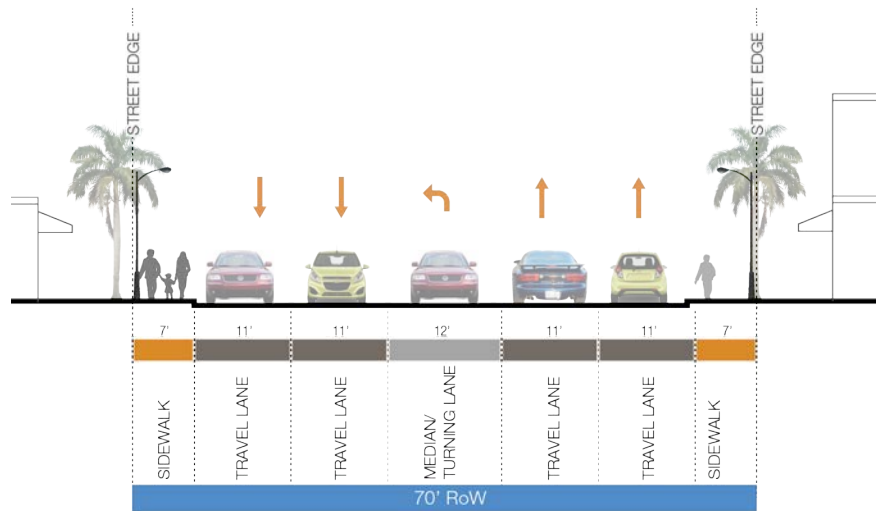 STREET EDGE
STREET EDGE
7'
11'
11'
12'
11'
11'
7'
SIDEWALK
TRAVEL LANE
TRAVEL LANE
MEDIAN/
TURNING LANE
TRAVEL LANE
TRAVEL LANE
SIDEWALK
70' RoW